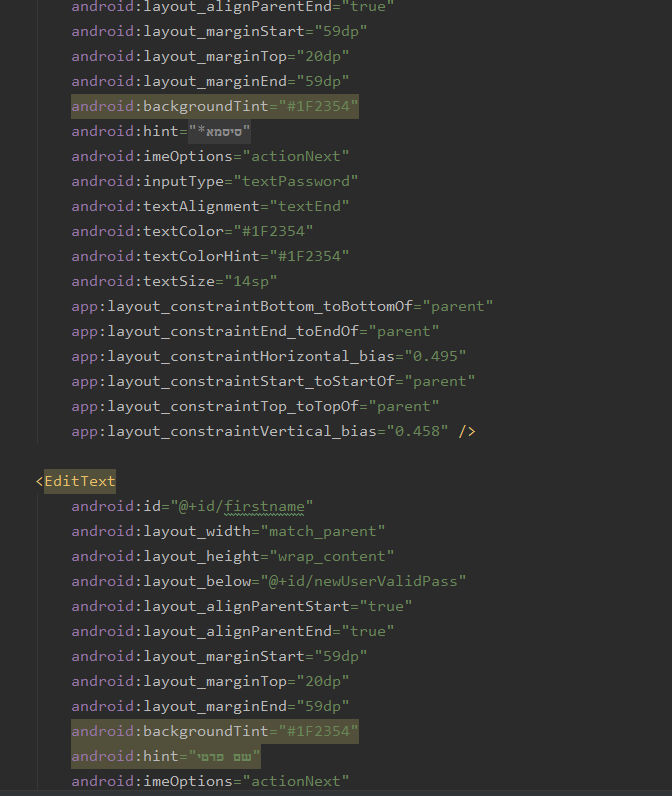 android:layout_alignParentEnd="true"
android:layout_marginStart="59dp"
android:layout_marginTop="20dp"
android:layout_marginEnd="59dp"
android:backgroundTint="#1F2354"
android:hint="*סיסמא"
android:imeOptions="actionNext"
android:inputType="textPassword"
android:textAlignment="textEnd"
android:textColor="#1F2354"
android:textColorHint="#1F2354"
android:textSize="14sp"
app:layout_constraintBottom_toBottomOf="parent"
app:layout_constraintEnd_toEndOf="parent"
app:layout_constraintHorizontal_bias="0.495"
app:layout_constraintStart_toStartOf="parent"
app:layout_constraintTop_toTopOf="parent"
app:layout_constraintVertical_bias="0.458" />
<EditText
android:id="@+id/firstname"
android:layout_width="match_parent"
android:layout_height="wrap_content"
android:layout_below="@+id/newUserValidPass"
android:layout_alignParentStart="true"
android:layout_alignParentEnd="true"
android:layout_marginStart="59dp"
android:layout_marginTop="20dp"
android:layout_marginEnd="59dp"
android:backgroundTint="#1F2354"
android:hint="שם פרטי"
android:imeOptions="actionNext"